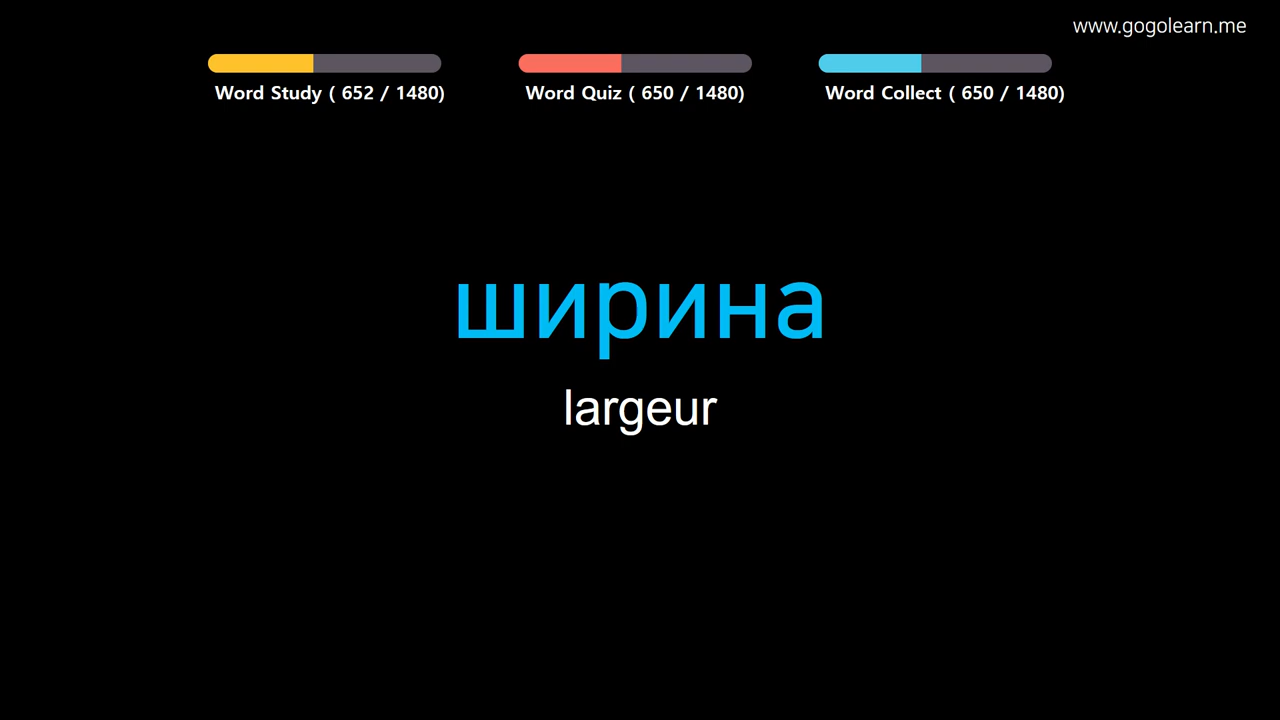 www.gogolearn.me
Word Study ( 652 / 1480)
Word Quiz ( 650 / 1480)
Word Collect ( 650 / 1480)
ширина
largeur